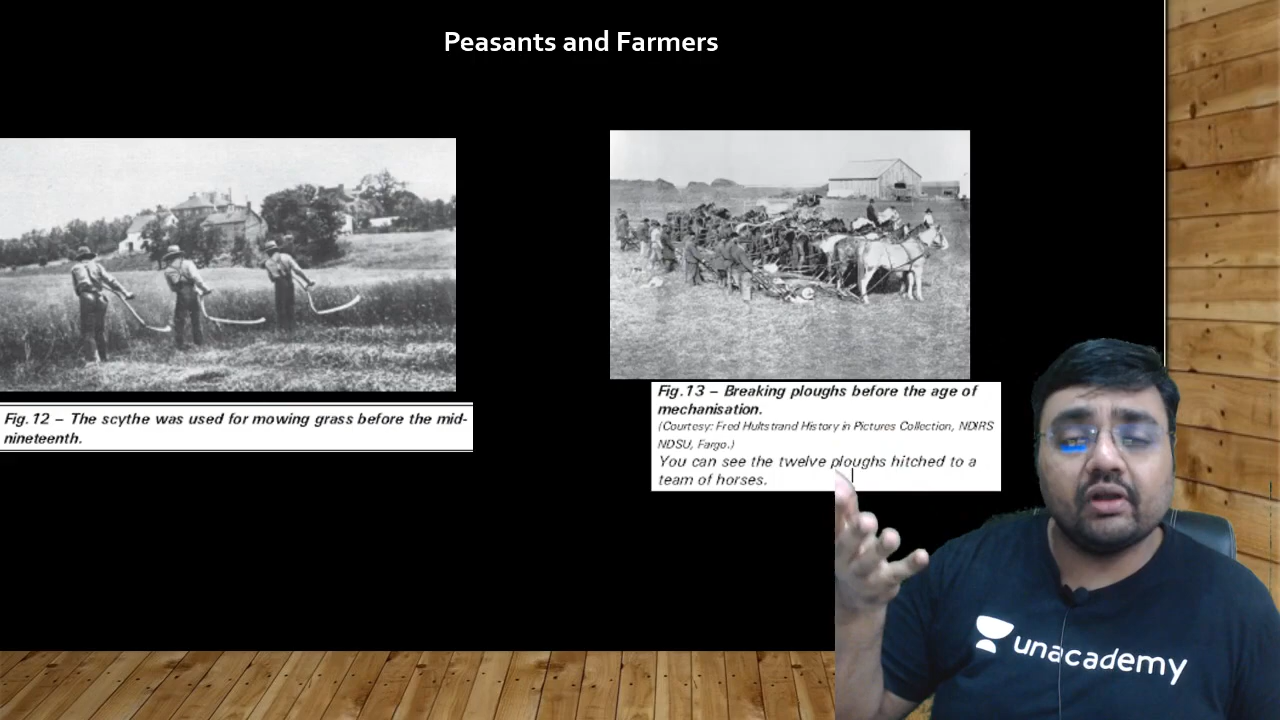 Peasants and Farmers
Fig.12 – The scythe was used for mowing grass before the mid-
nineteenth.
Fig.13 – Breaking ploughs before the age of
mechanisation.
(Courtesy: Fred Hultstrand History in Pictures Collection, NDIRS
NDSU, Fargo.)
You can see the twelve ploughs hitched to a
team of horses.
unacademy